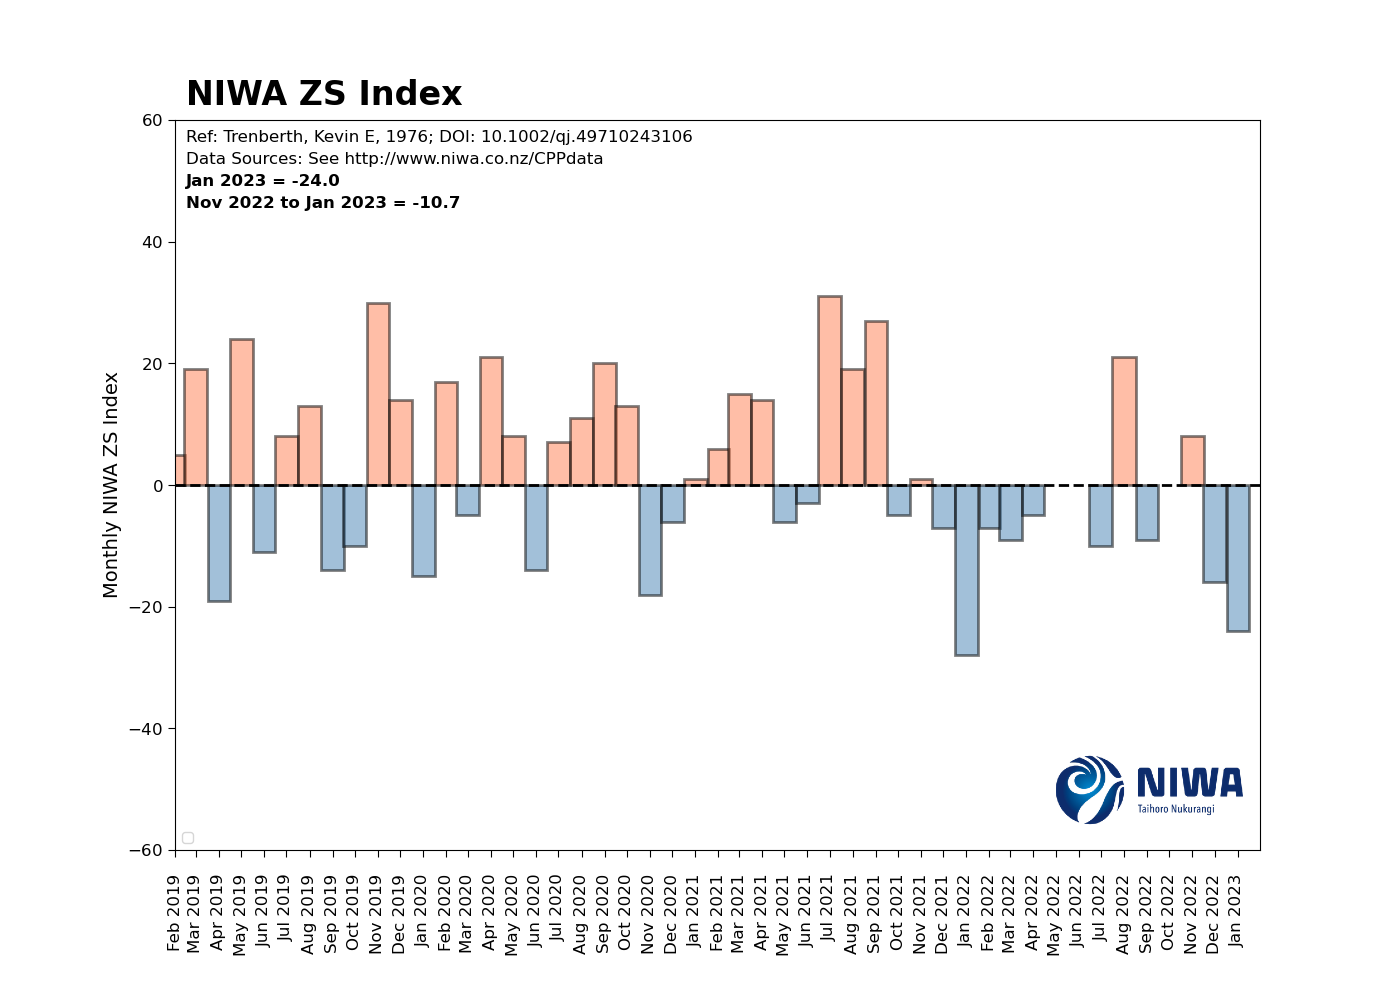 NIWA ZS Index
Ref: Trenberth, Kevin E, 1976; DOI: 10.1002/qj.49710243106
Data Sources: See http://www.niwa.co.nz/CPPdata
Jan 2023 = -24.0
Nov 2022 to Jan 2023 = -10.7
Monthly NIWA ZS Index
60
40
20
0
−20
−40
−60
NIWA
Taihoro Nukurangi
Feb 2019
Mar 2019
Apr 2019
May 2019
Jun 2019
Jul 2019
Aug 2019
Sep 2019
Oct 2019
Nov 2019
Dec 2019
Jan 2020
Feb 2020
Mar 2020
Apr 2020
May 2020
Jun 2020
Jul 2020
Aug 2020
Sep 2020
Oct 2020
Nov 2020
Dec 2020
Jan 2021
Feb 2021
Mar 2021
Apr 2021
May 2021
Jun 2021
Jul 2021
Aug 2021
Sep 2021
Oct 2021
Nov 2021
Dec 2021
Jan 2022
Feb 2022
Mar 2022
Apr 2022
May 2022
Jun 2022
Jul 2022
Aug 2022
Sep 2022
Oct 2022
Nov 2022
Dec 2022
Jan 2023